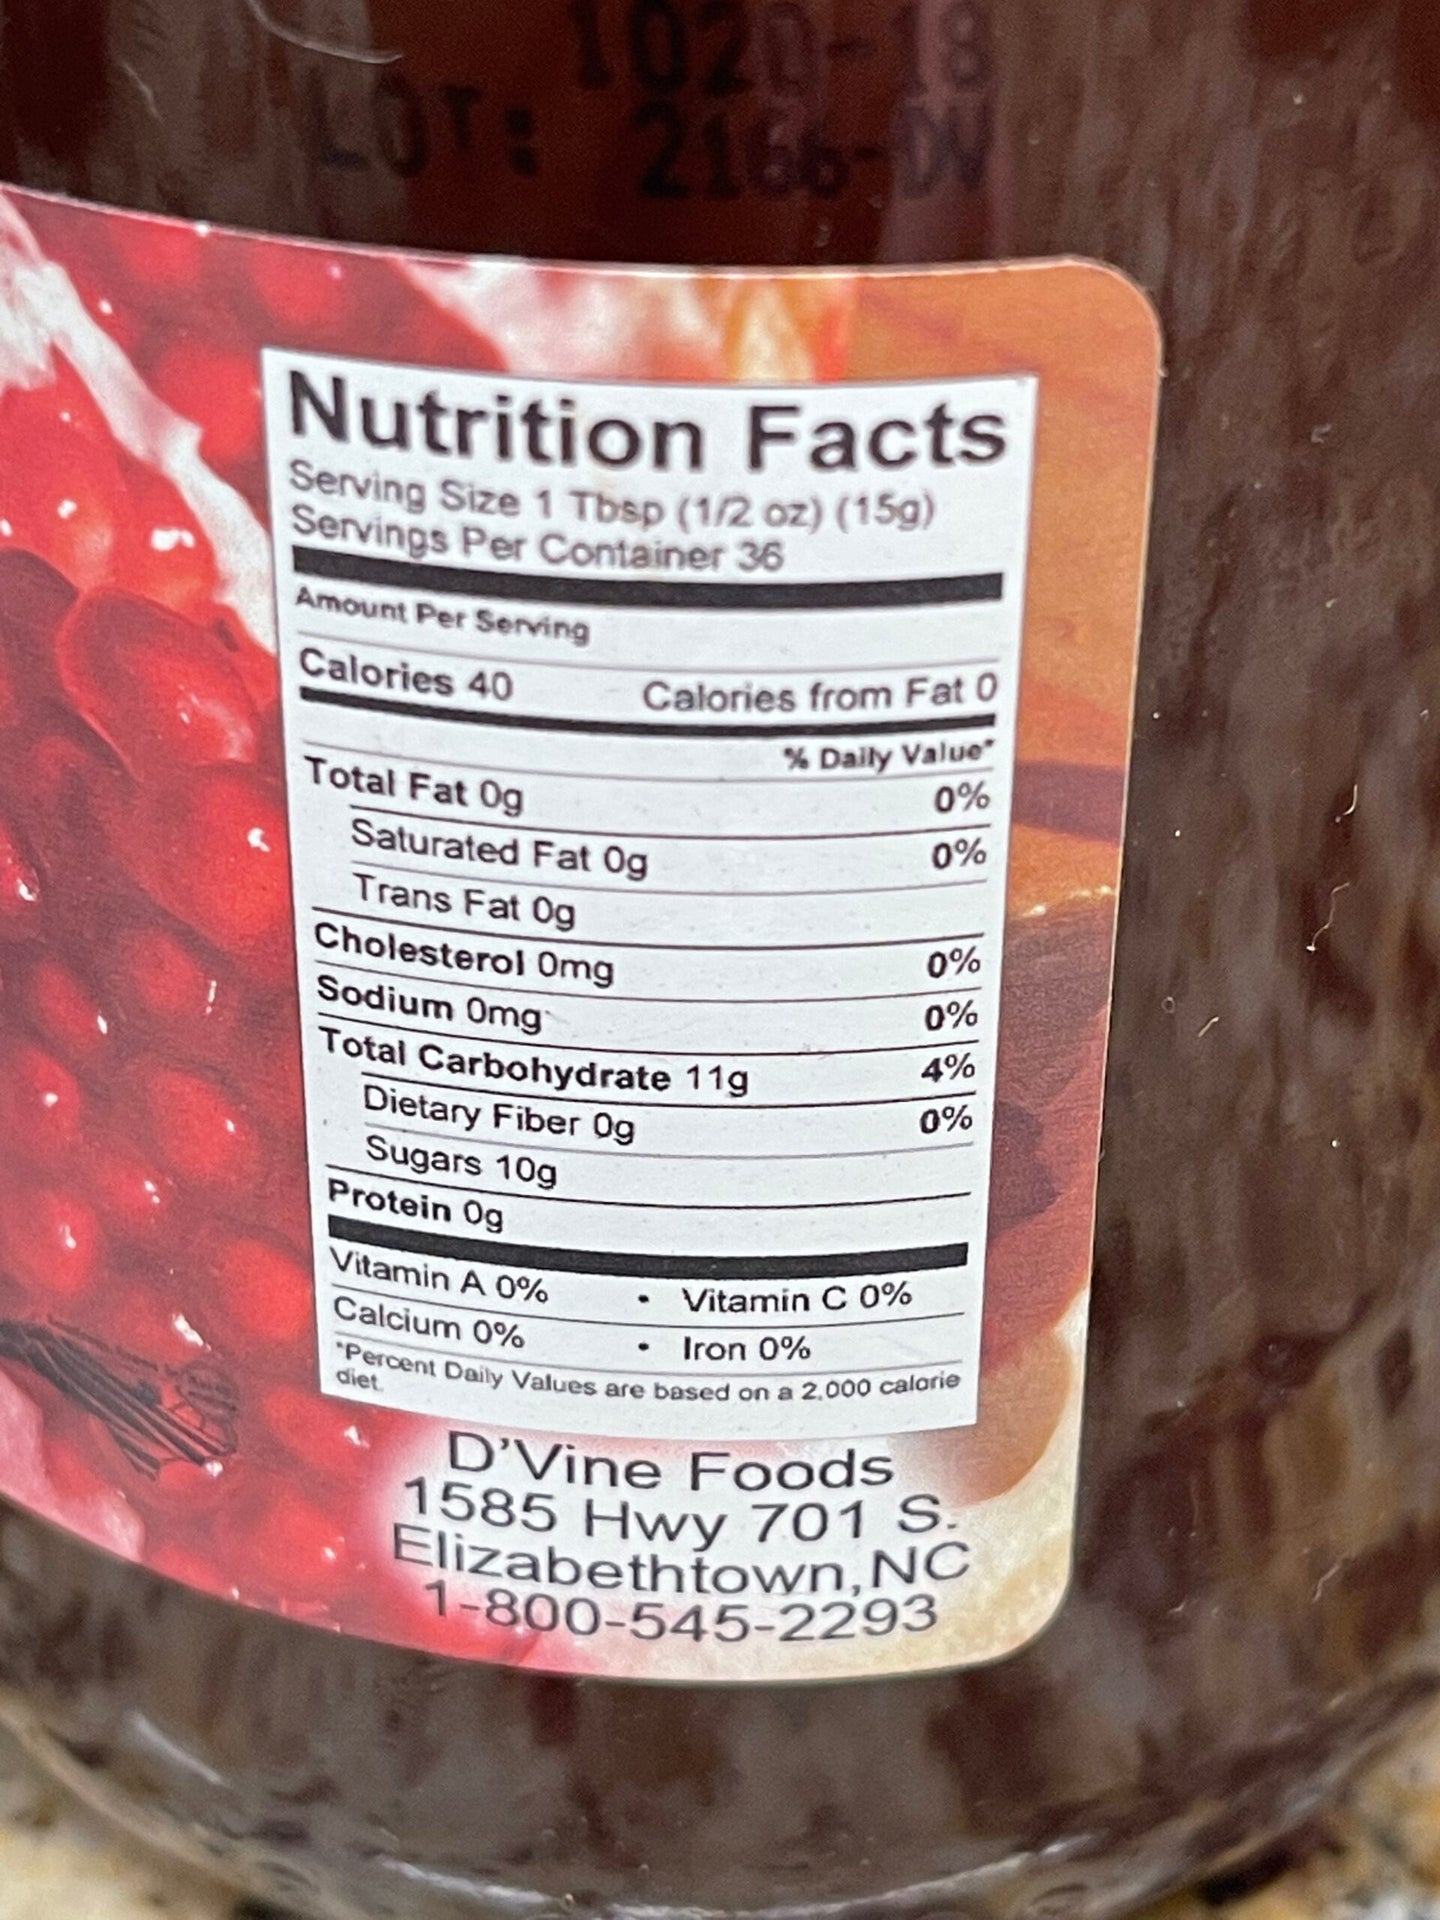 1020-18
LOT: 2166-DV
Nutrition Facts
Serving Size 1 Tbsp (1/2 oz) (15g)
Servings Per Container 36
Amount Per Serving
Calories 40 Calories from Fat 0
% Daily Value*
Total Fat 0g 0%
Saturated Fat 0g 0%
Trans Fat 0g
Cholesterol 0mg 0%
Sodium 0mg 0%
Total Carbohydrate 11g 4%
Dietary Fiber 0g 0%
Sugars 10g
Protein 0g
Vitamin A 0% • Vitamin C 0%
Calcium 0% • Iron 0%
*Percent Daily Values are based on a 2,000 calorie
diet.
D'Vine Foods
1585 Hwy 701 S.
Elizabethtown, NC
1-800-545-2293